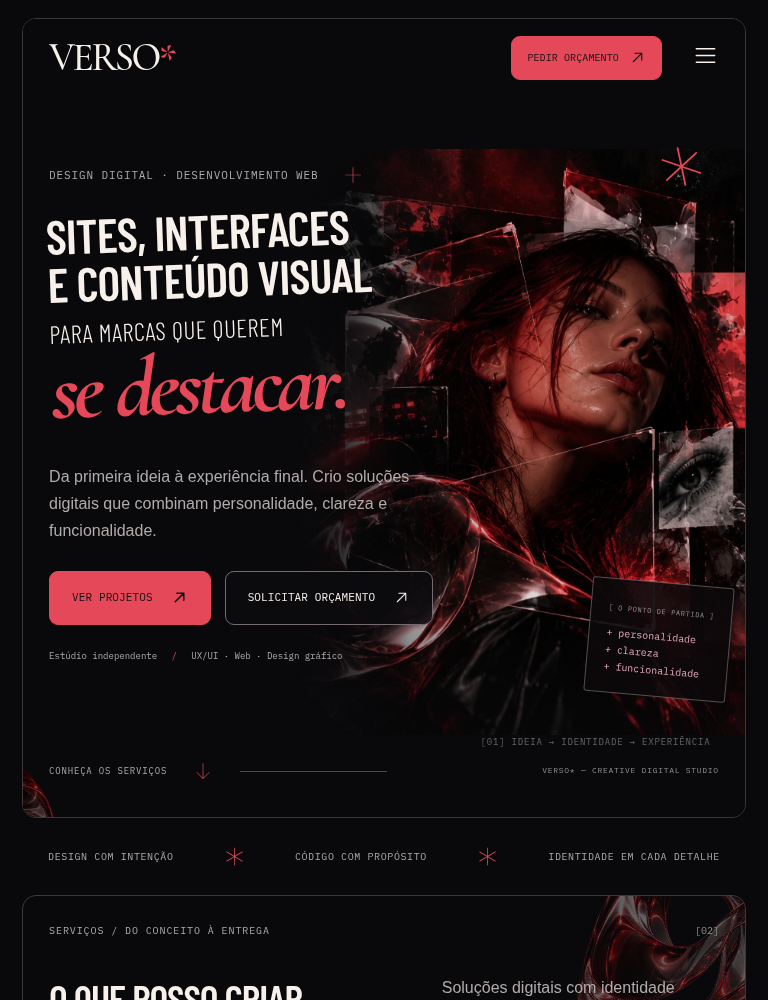 VERSO*
PEDIR ORÇAMENTO
DESIGN DIGITAL · DESENVOLVIMENTO WEB
SITES, INTERFACES
E CONTEÚDO VISUAL
PARA MARCAS QUE QUEREM
se destacar.
Da primeira ideia à experiência final. Crio soluções
digitais que combinam personalidade, clareza e
funcionalidade.
VER PROJETOS
SOLICITAR ORÇAMENTO
Estúdio independente / UX/UI · Web · Design gráfico
[ O PONTO DE PARTIDA ]
+ personalidade
+ clareza
+ funcionalidade
[01] IDEIA → IDENTIDADE → EXPERIÊNCIA
CONHEÇA OS SERVIÇOS
VERSO* — CREATIVE DIGITAL STUDIO
DESIGN COM INTENÇÃO
CÓDIGO COM PROPÓSITO
IDENTIDADE EM CADA DETALHE
SERVIÇOS / DO CONCEITO À ENTREGA
[02]
O QUE POSSO CRIAR
Soluções digitais com identidade